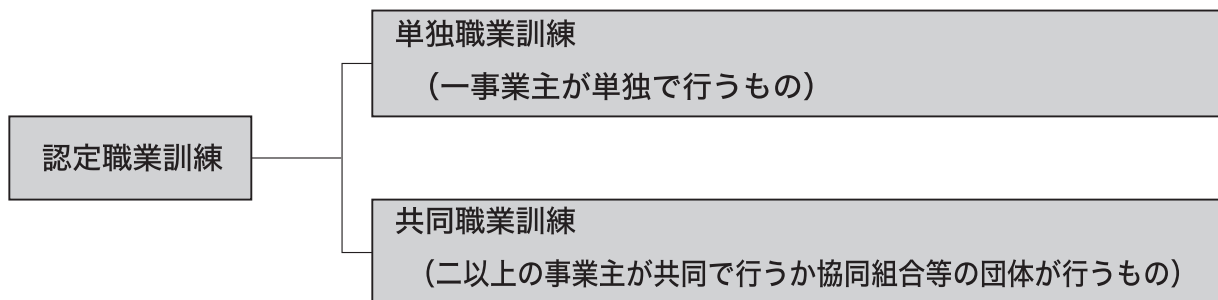 単独職業訓練
（一事業主が単独で行うもの）
認定職業訓練
共同職業訓練
（二以上の事業主が共同で行うか協同組合等の団体が行うもの）